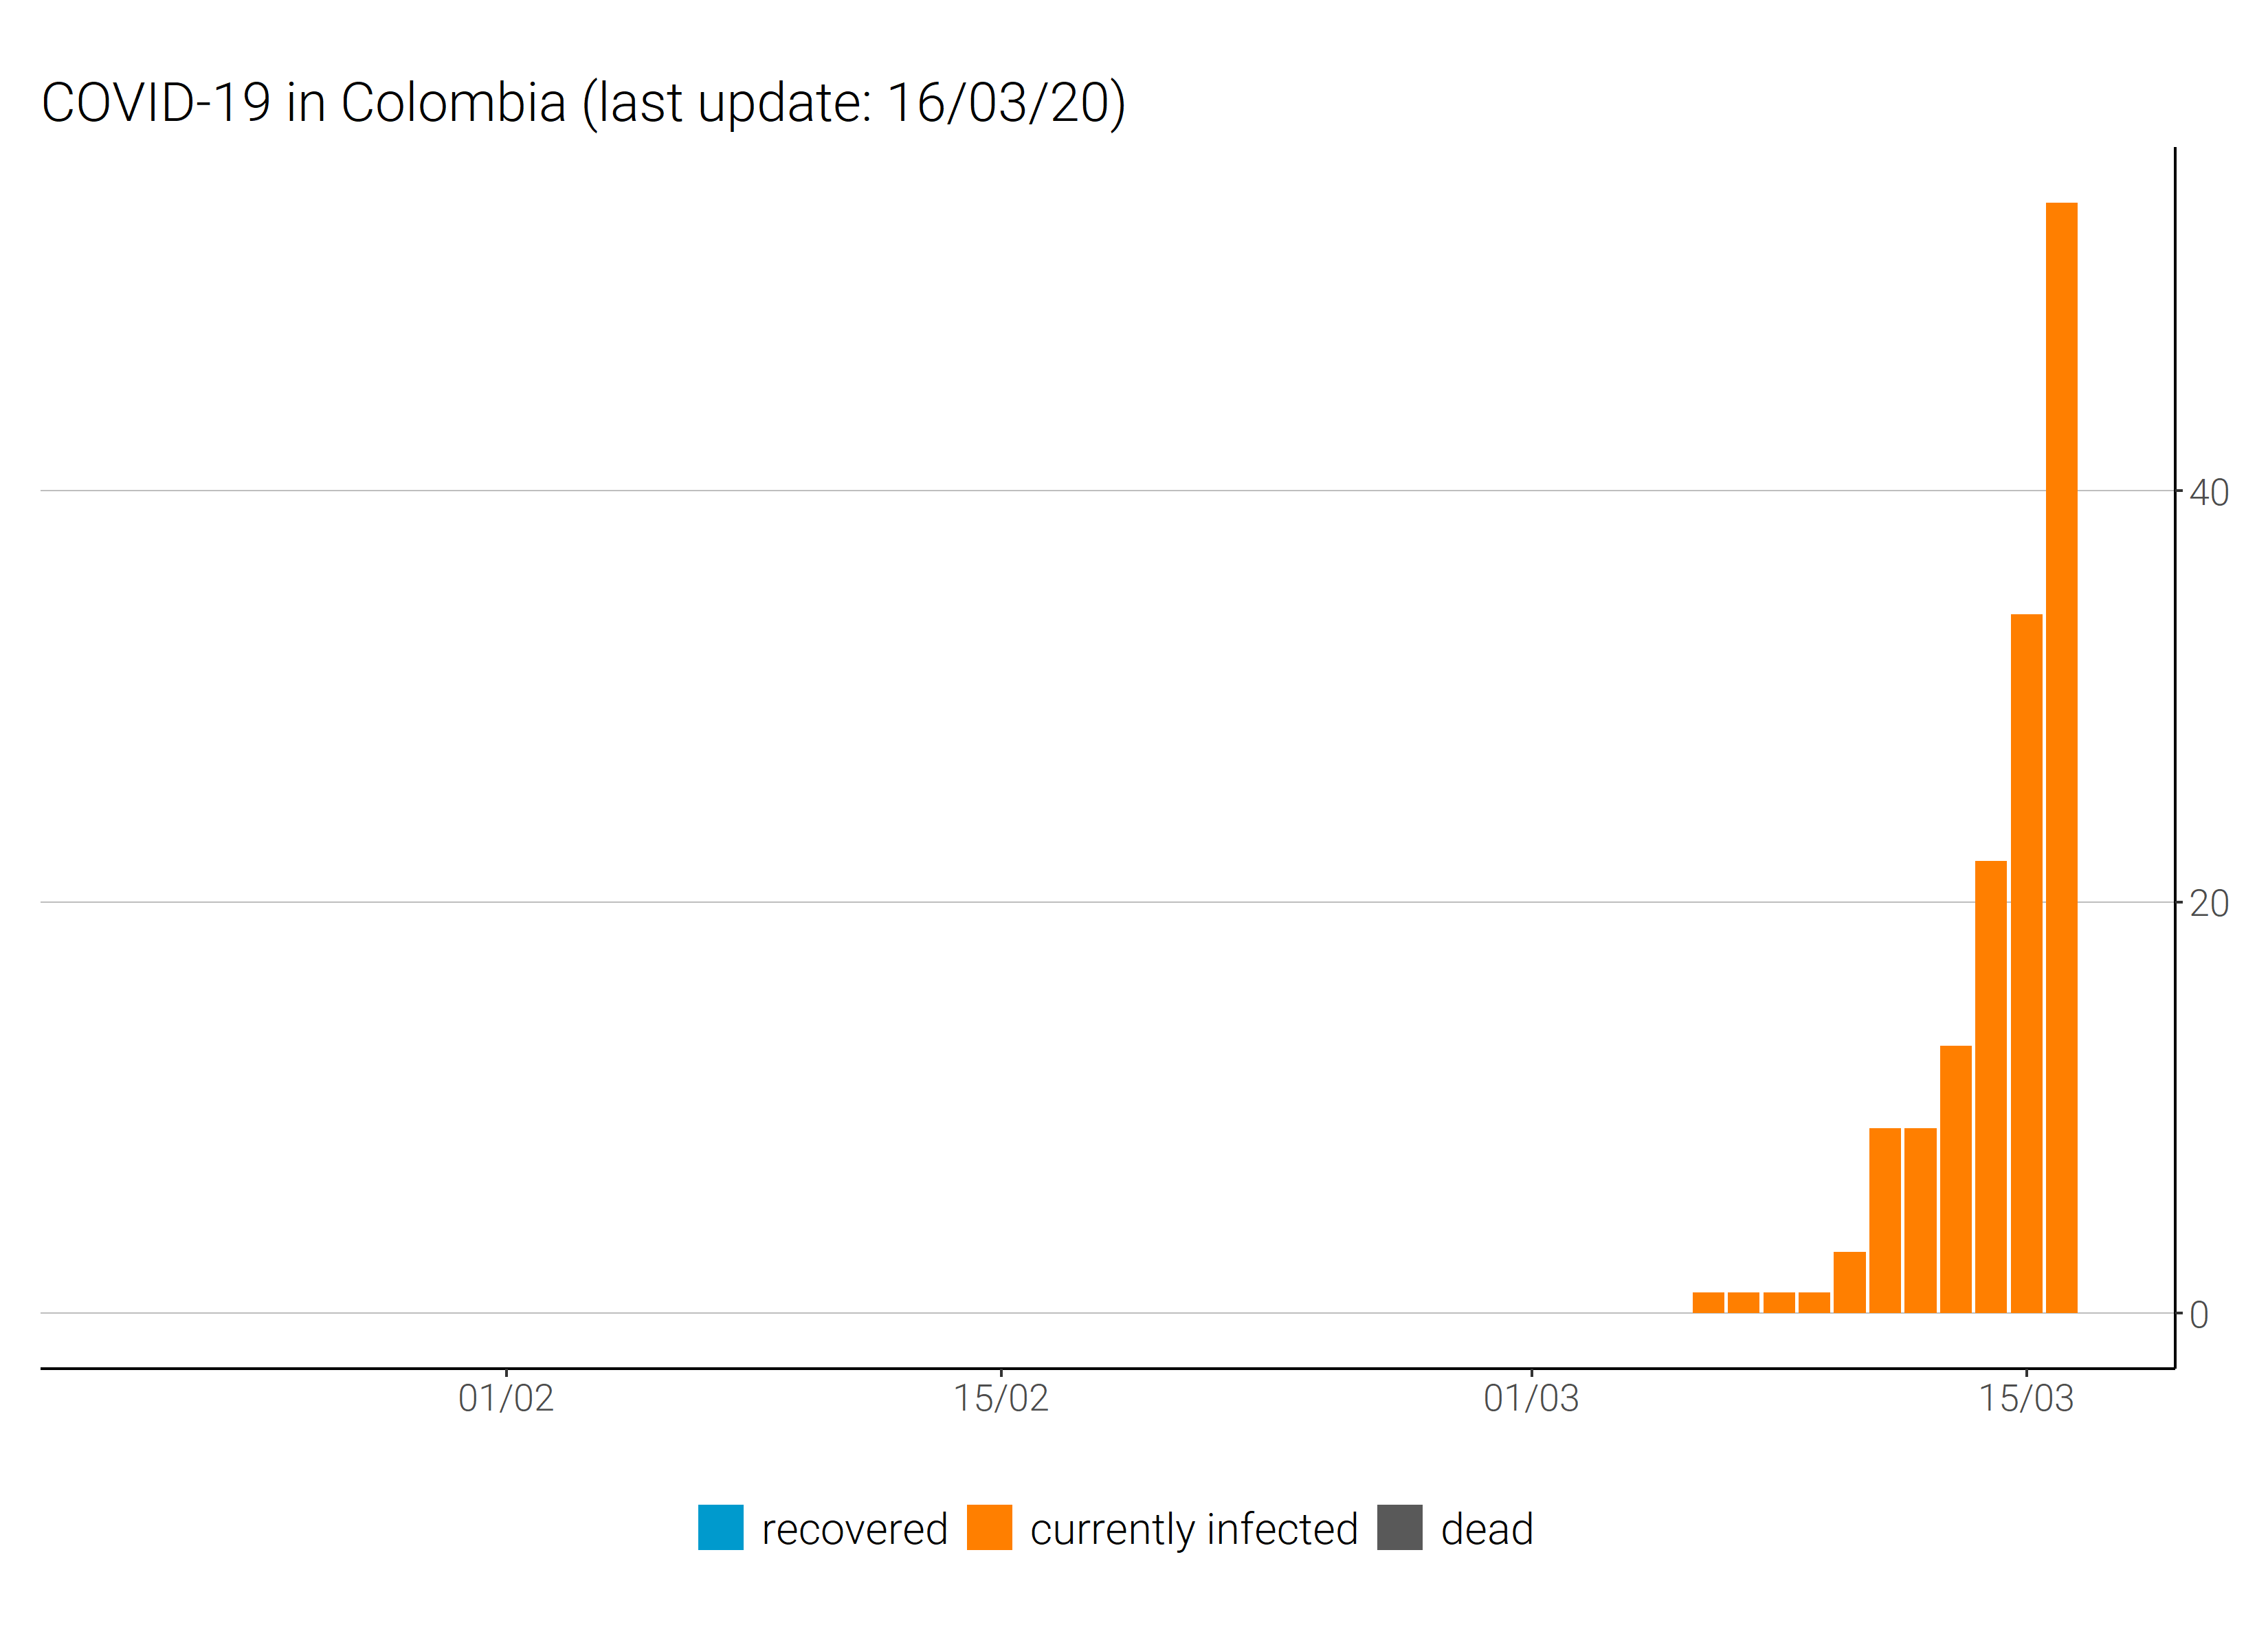 COVID-19 in Colombia (last update: 16/03/20)
40
20
0
01/02 15/02 01/03 15/03
recovered currently infected dead